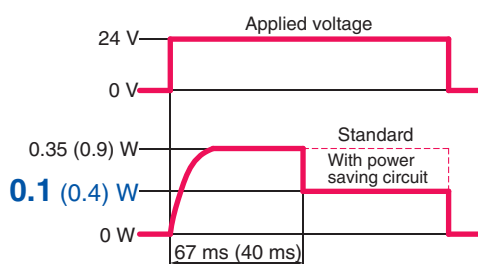 Applied voltage
24 V
0 V
Standard
0.35 (0.9) W
With power
saving circuit
0.1 (0.4) W
0 W
67 ms (40 ms)